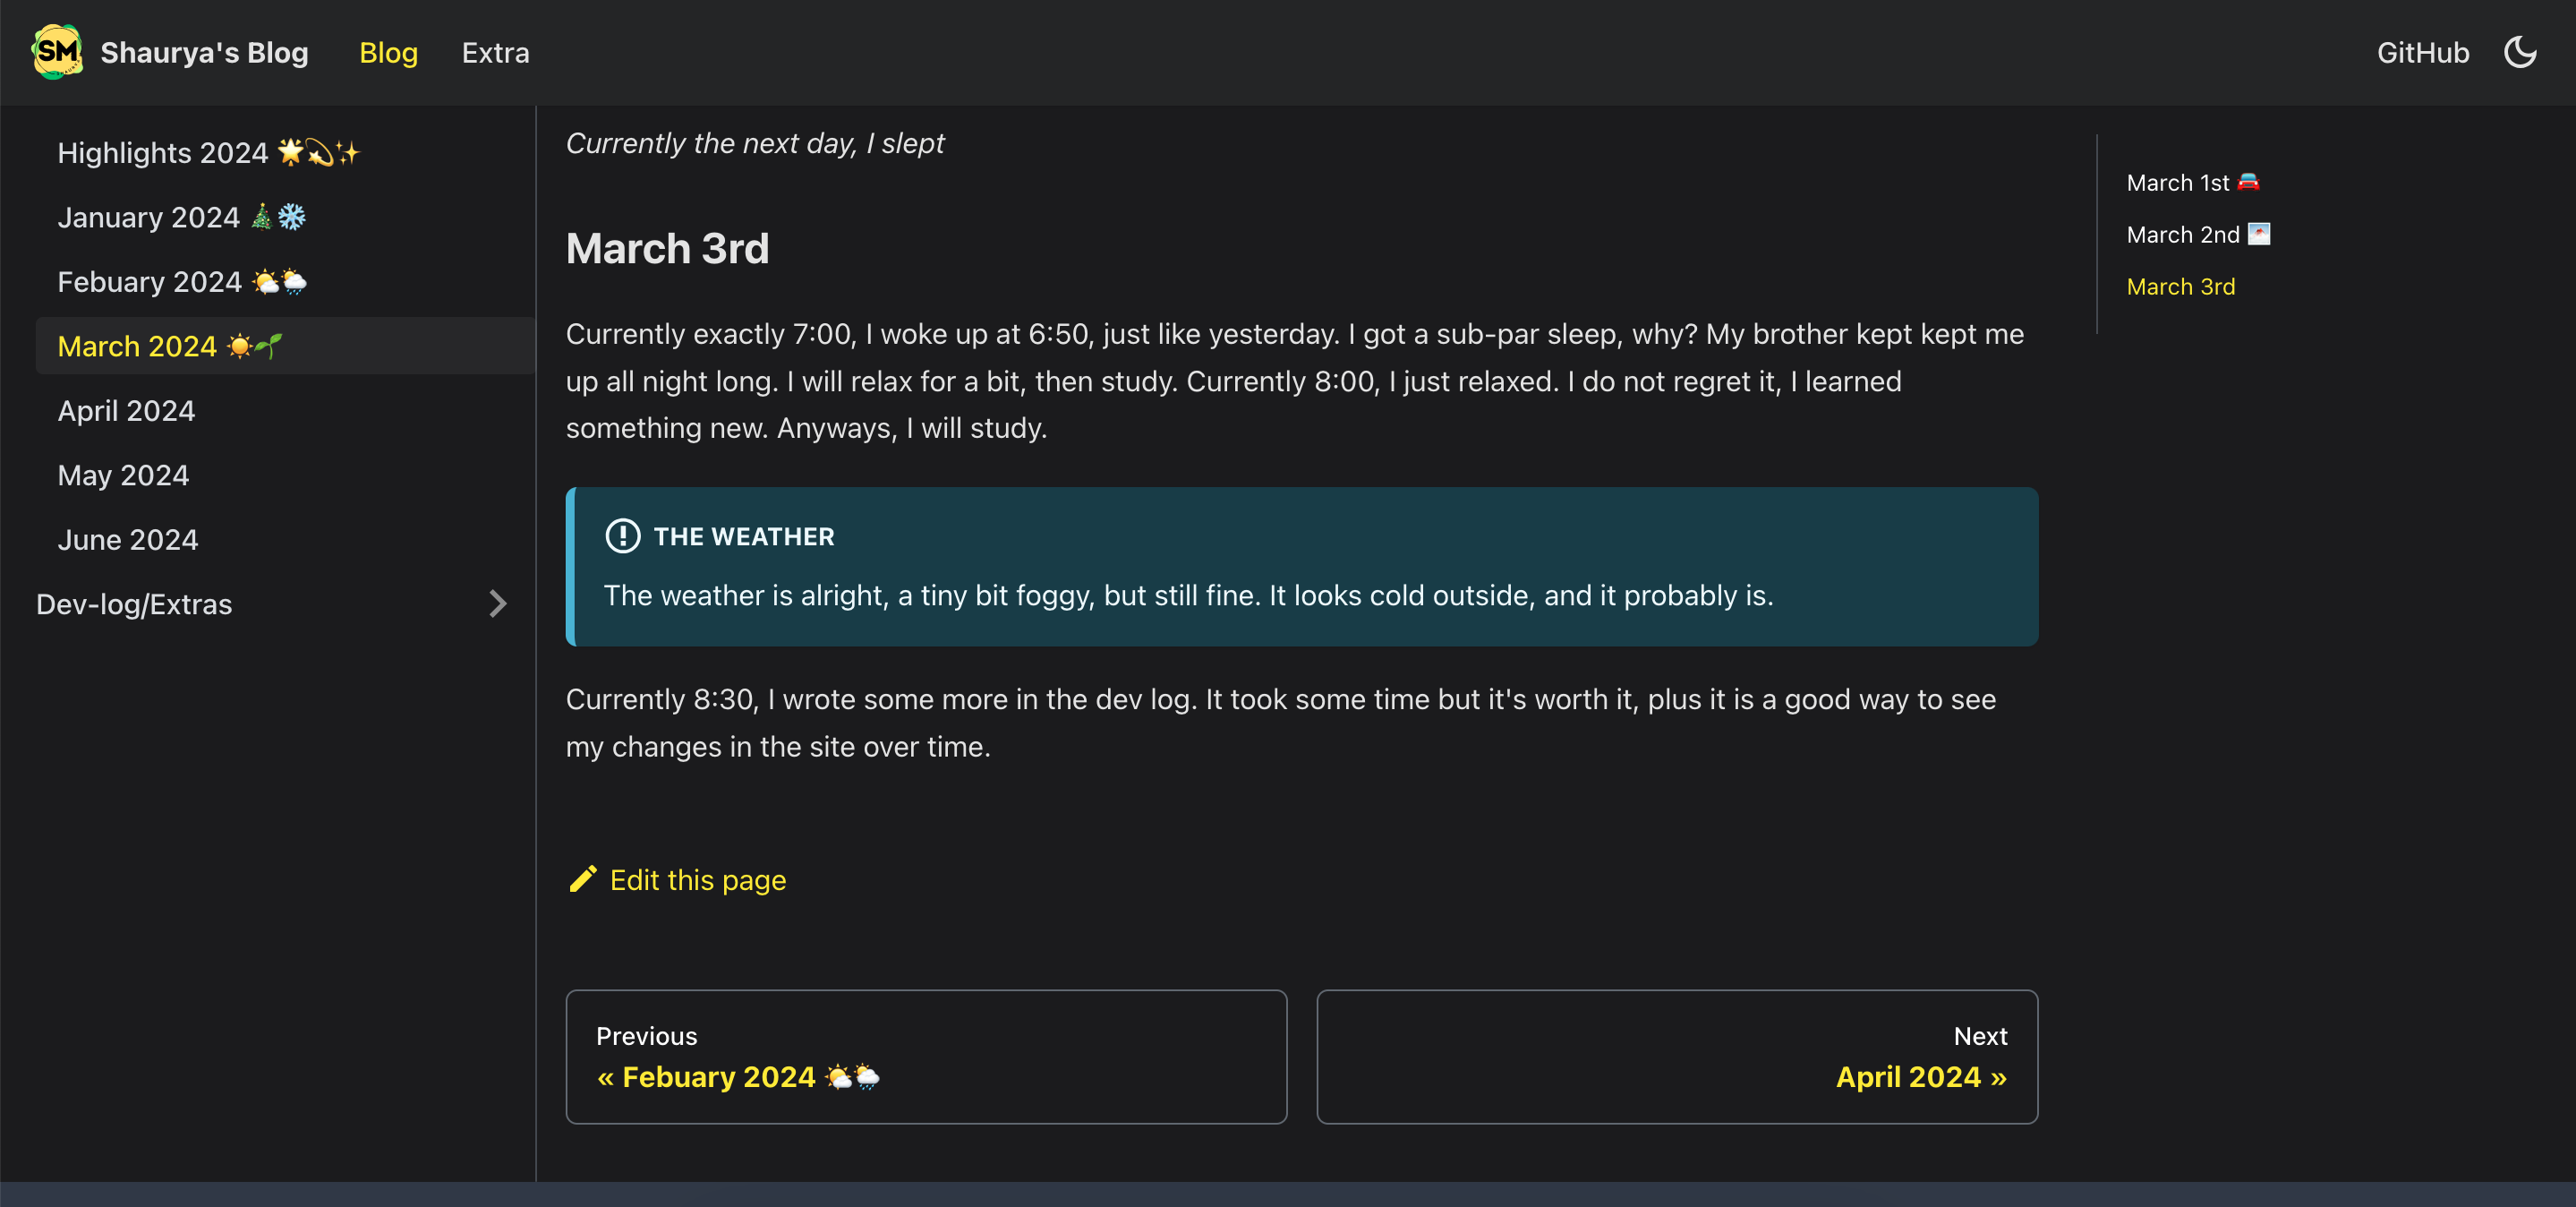 SM Shaurya's Blog Blog Extra GitHub
Highlights 2024 🌟💫✨
January 2024 🎄❄️
Febuary 2024 🌤️🌦️
March 2024 ☀️🌱
April 2024
May 2024
June 2024
Dev-log/Extras
Currently the next day, I slept
March 3rd
Currently exactly 7:00, I woke up at 6:50, just like yesterday. I got a sub-par sleep, why? My brother kept kept me
up all night long. I will relax for a bit, then study. Currently 8:00, I just relaxed. I do not regret it, I learned
something new. Anyways, I will study.
THE WEATHER
The weather is alright, a tiny bit foggy, but still fine. It looks cold outside, and it probably is.
Currently 8:30, I wrote some more in the dev log. It took some time but it's worth it, plus it is a good way to see
my changes in the site over time.
Edit this page
Previous
« Febuary 2024 🌤️🌦️
Next
April 2024 »
March 1st 🚘
March 2nd 🌁
March 3rd